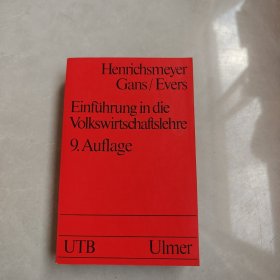 Henrichsmeyer
Gans/Evers
Einführung in die
Volkswirtschaftslehre
9. Auflage
UTB Ulmer